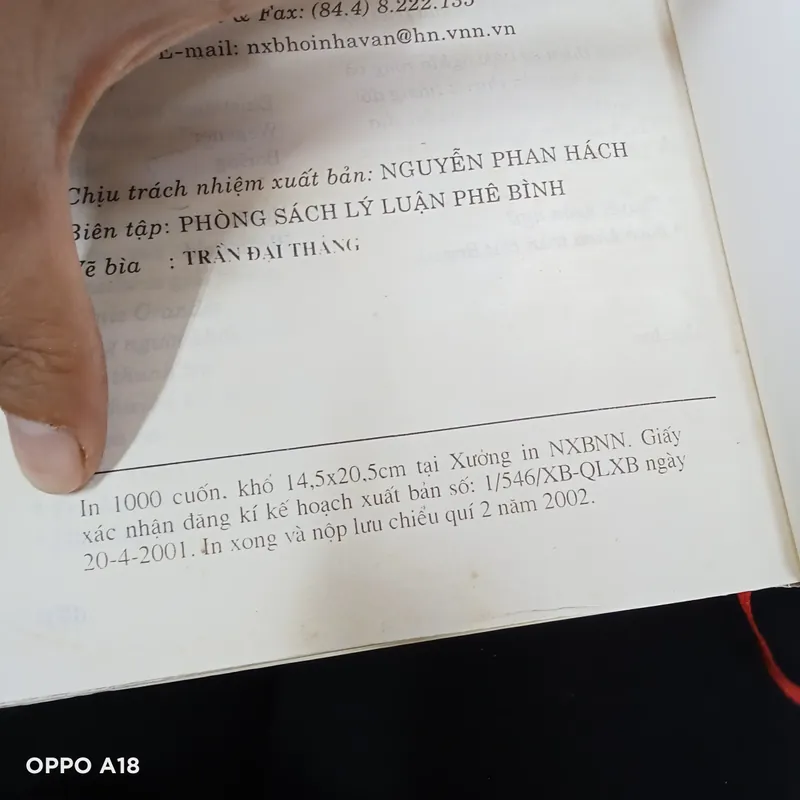 & Fax: (84.4) 8.222.135
E-mail: nxbhoinhavan@hn.vnn.vn
Chịu trách nhiệm xuất bản: NGUYỄN PHAN HÁCH
Biên tập: PHÒNG SÁCH LÝ LUẬN PHÊ BÌNH
Vẽ bìa : TRẦN ĐẠI THẮNG
In 1000 cuốn. khổ 14,5x20,5cm tại Xưởng in NXBNN. Giấy
xác nhận đăng kí kế hoạch xuất bản số: 1/546/XB-QLXB ngày
20-4-2001. In xong và nộp lưu chiểu quí 2 năm 2002.
OPPO A18